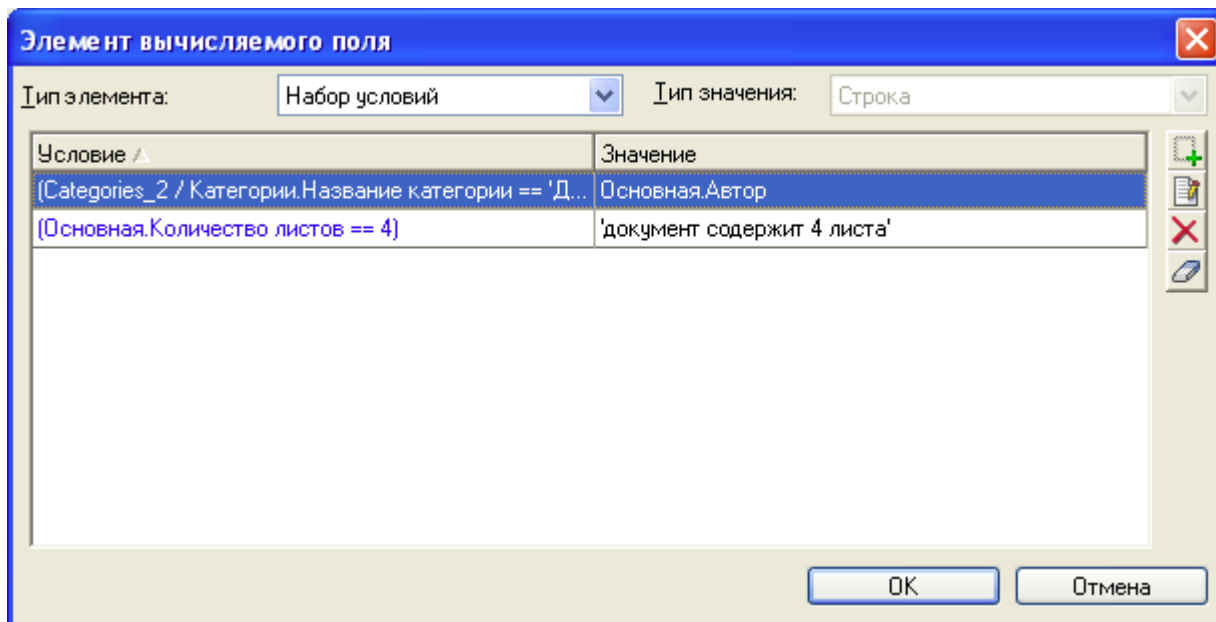 Элемент вычисляемого поля
Тип элемента: Набор условий Тип значения: Строка
Условие Значение
(Categories_2 / Категории.Название категории == 'Д... Основная.Автор
(Основная.Количество листов == 4) 'документ содержит 4 листа'
OK Отмена